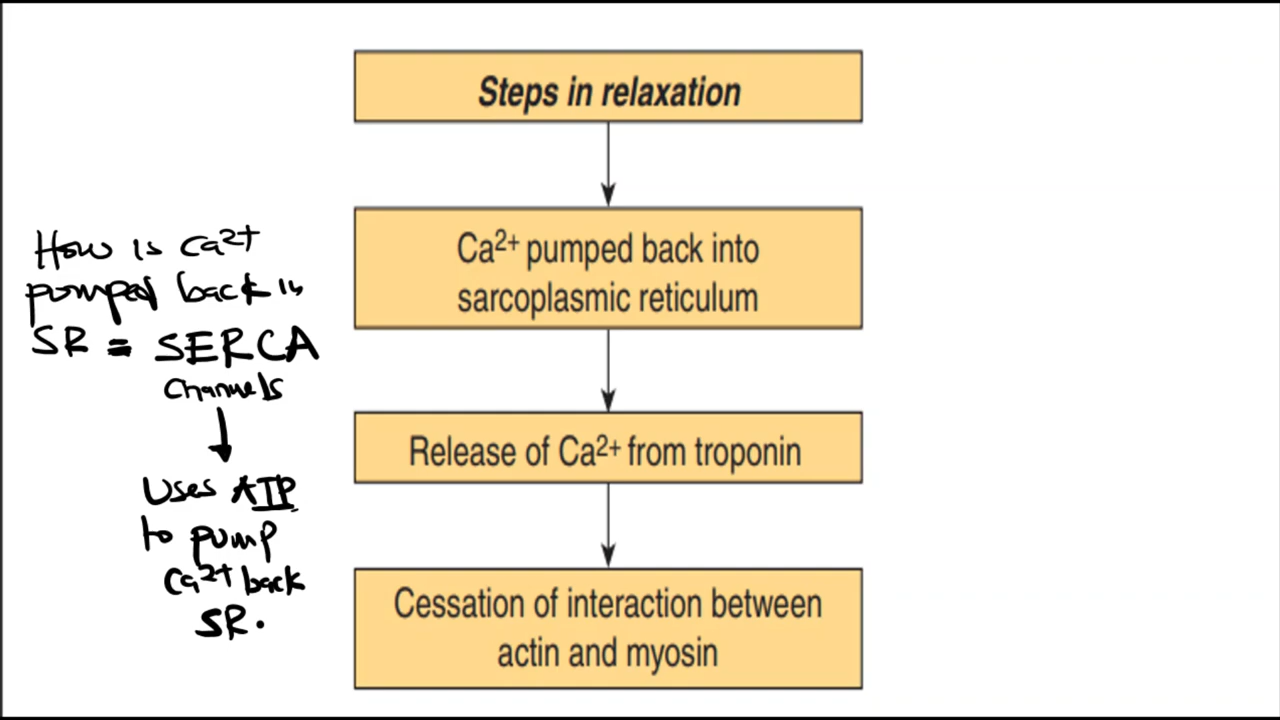 Steps in relaxation
Ca²⁺ pumped back into
sarcoplasmic reticulum
Release of Ca²⁺ from troponin
Cessation of interaction between
actin and myosin
How is Ca²⁺
pumped back in
SR = SERCA
Channels
Uses ATP
to pump
Ca²⁺ back
SR.